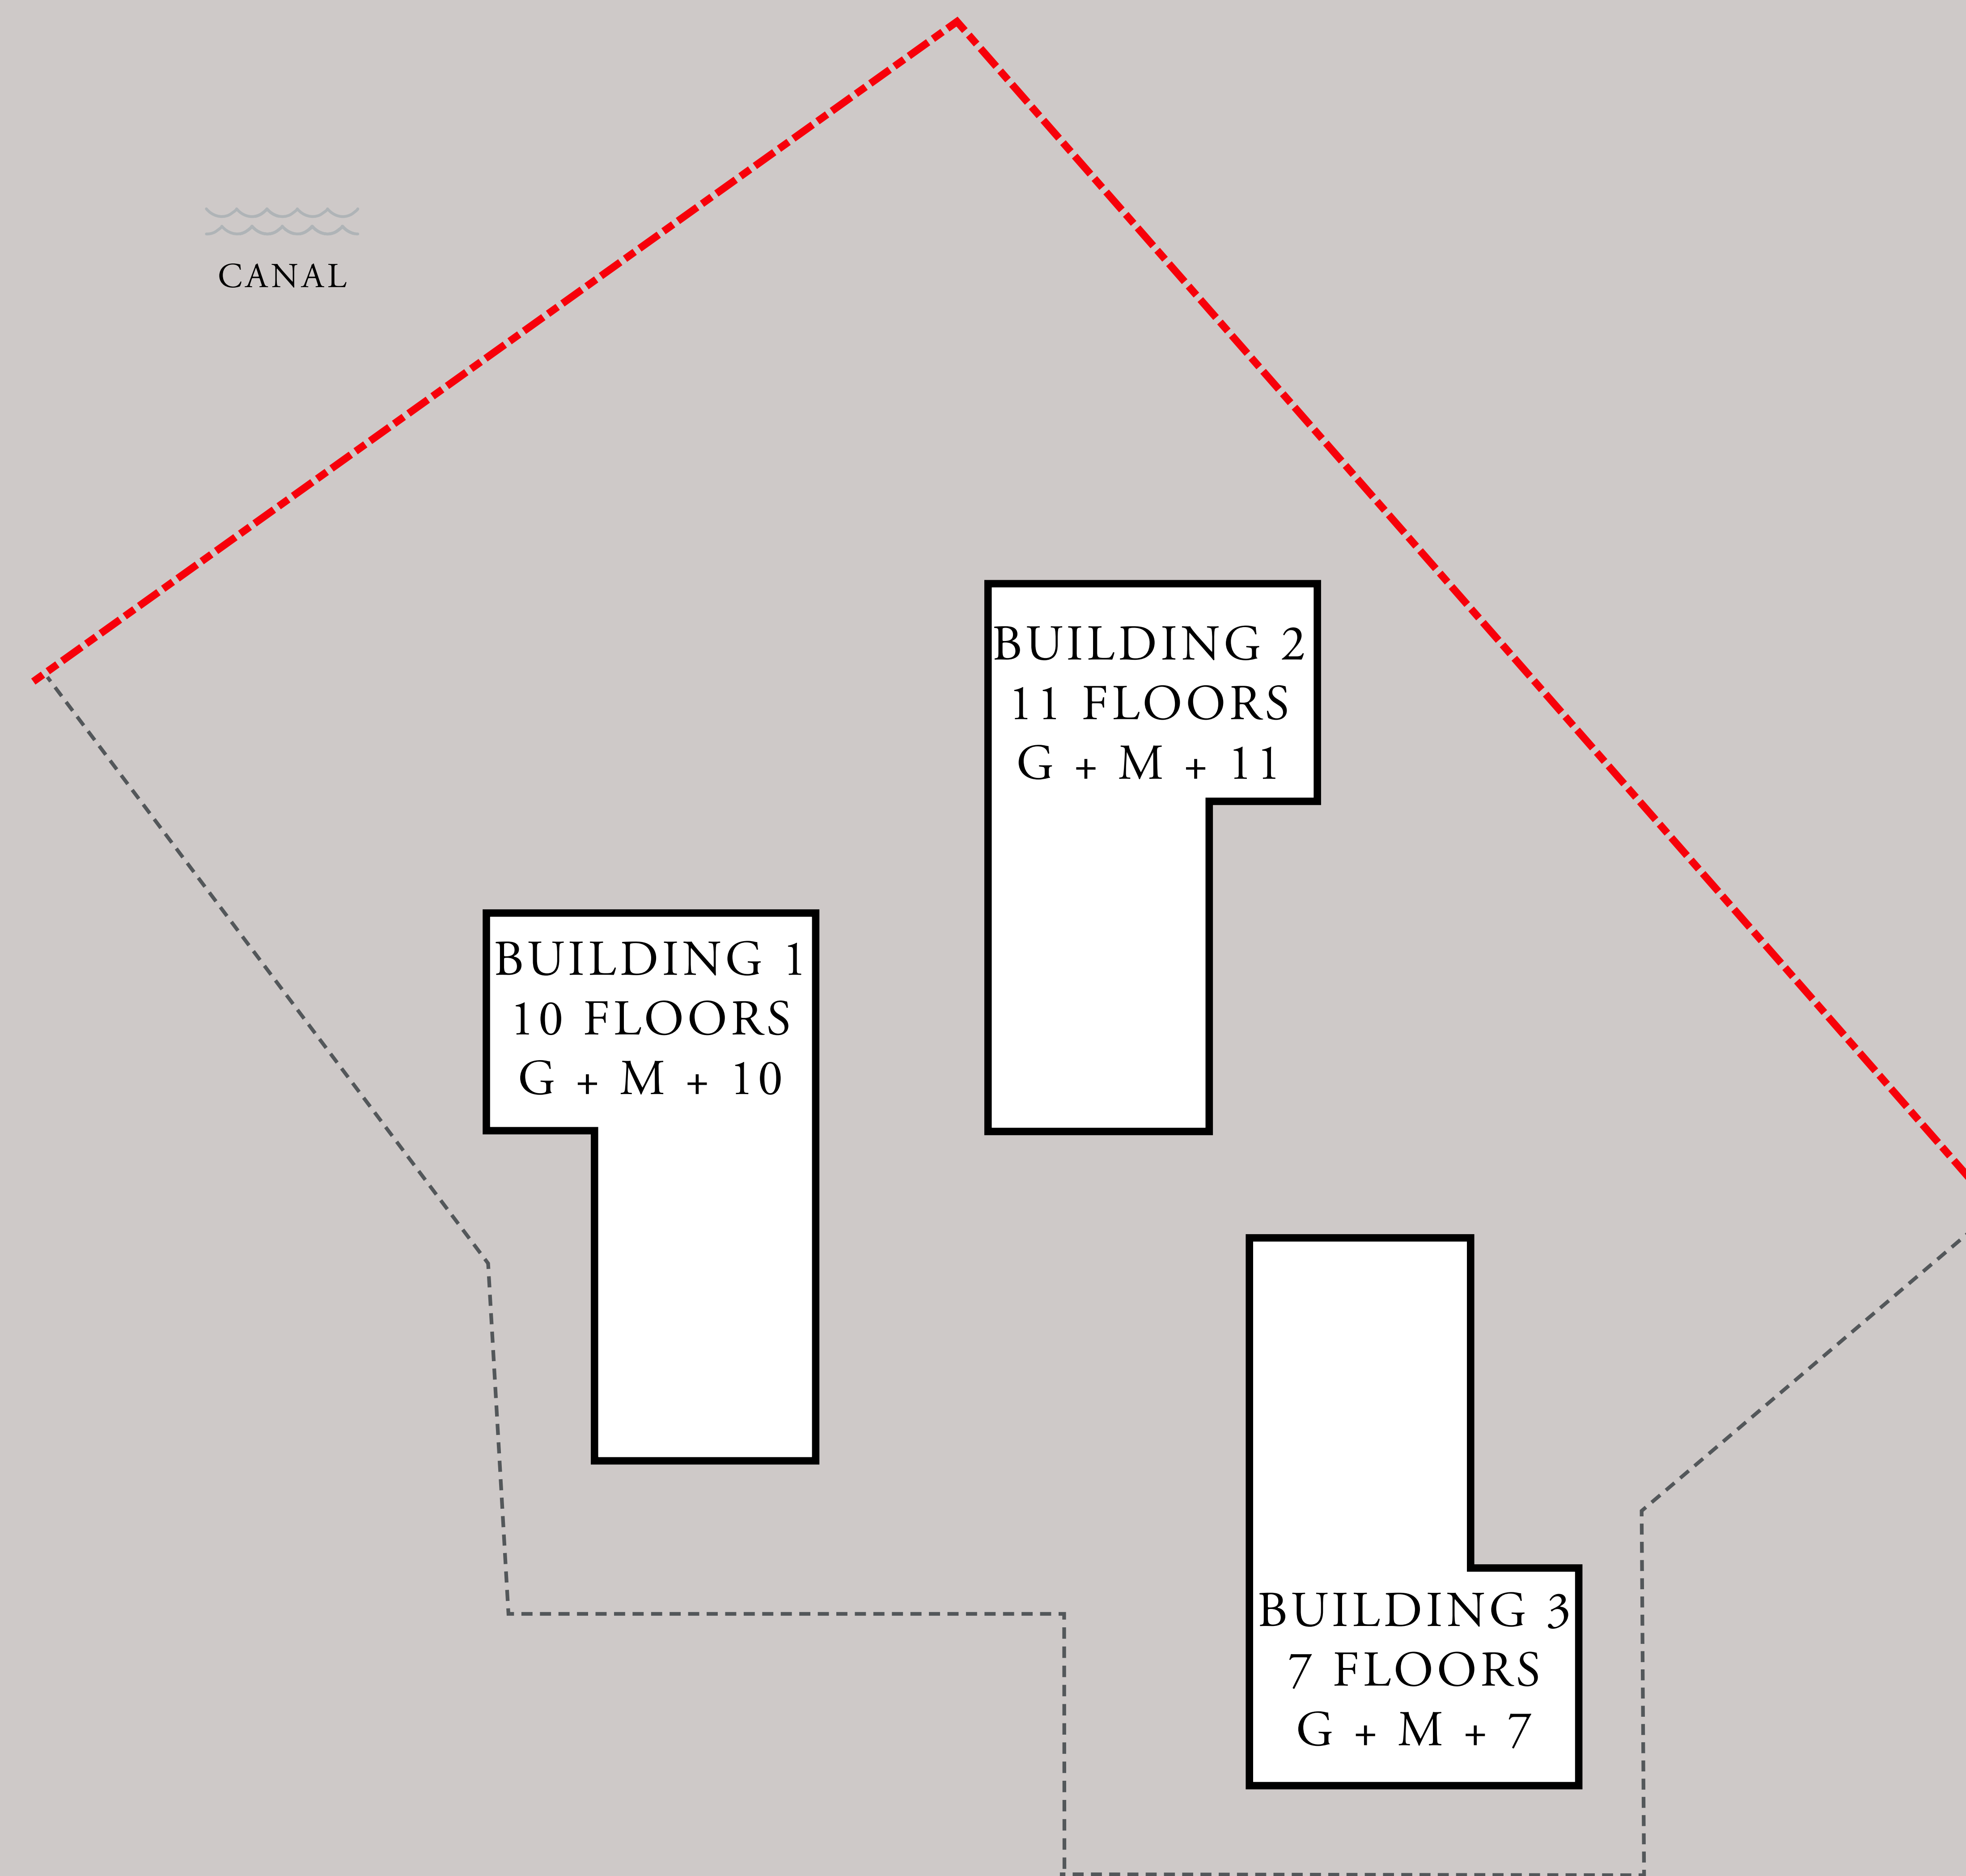 CANAL
BUILDING 2
11 FLOORS
G + M + 11
BUILDING 1
10 FLOORS
G + M + 10
BUILDING 3
7 FLOORS
G + M + 7